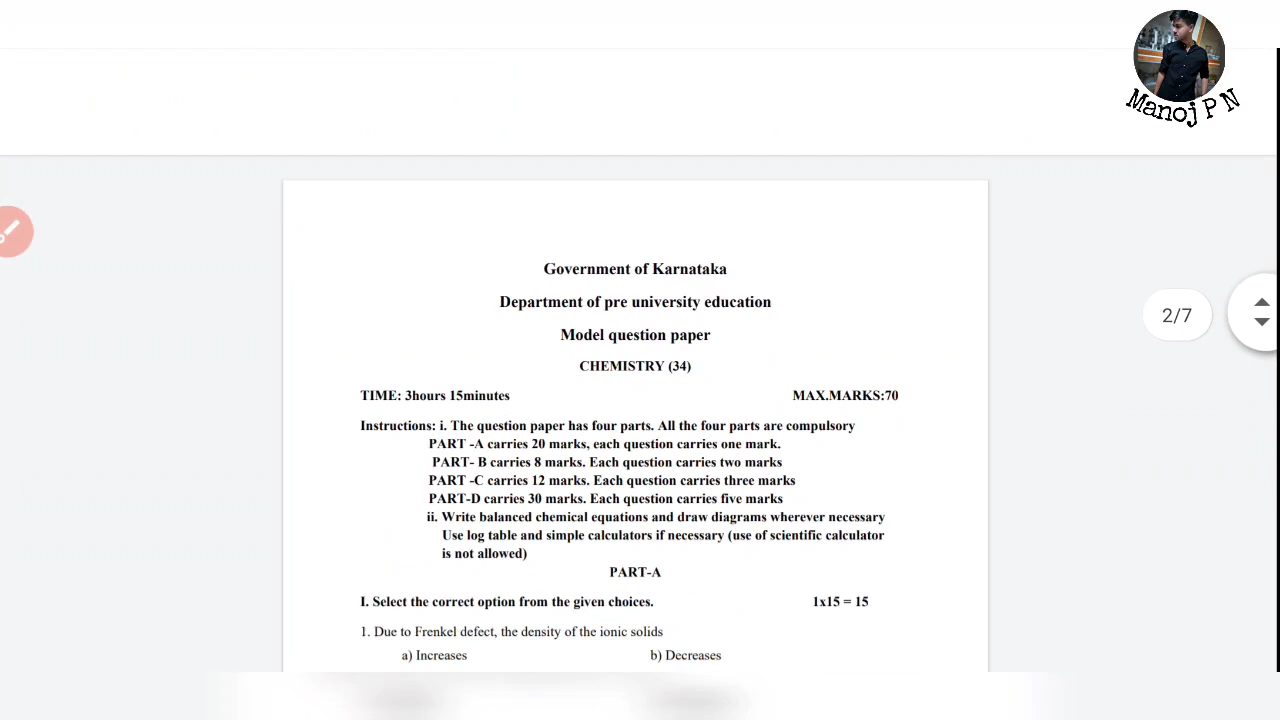 Manoj P N
2/7
Government of Karnataka
Department of pre university education
Model question paper
CHEMISTRY (34)
TIME: 3hours 15minutes MAX.MARKS:70
Instructions: i. The question paper has four parts. All the four parts are compulsory
PART -A carries 20 marks, each question carries one mark.
PART- B carries 8 marks. Each question carries two marks
PART -C carries 12 marks. Each question carries three marks
PART-D carries 30 marks. Each question carries five marks
ii. Write balanced chemical equations and draw diagrams wherever necessary
Use log table and simple calculators if necessary (use of scientific calculator
is not allowed)
PART-A
I. Select the correct option from the given choices. 1x15 = 15
1. Due to Frenkel defect, the density of the ionic solids
a) Increases b) Decreases